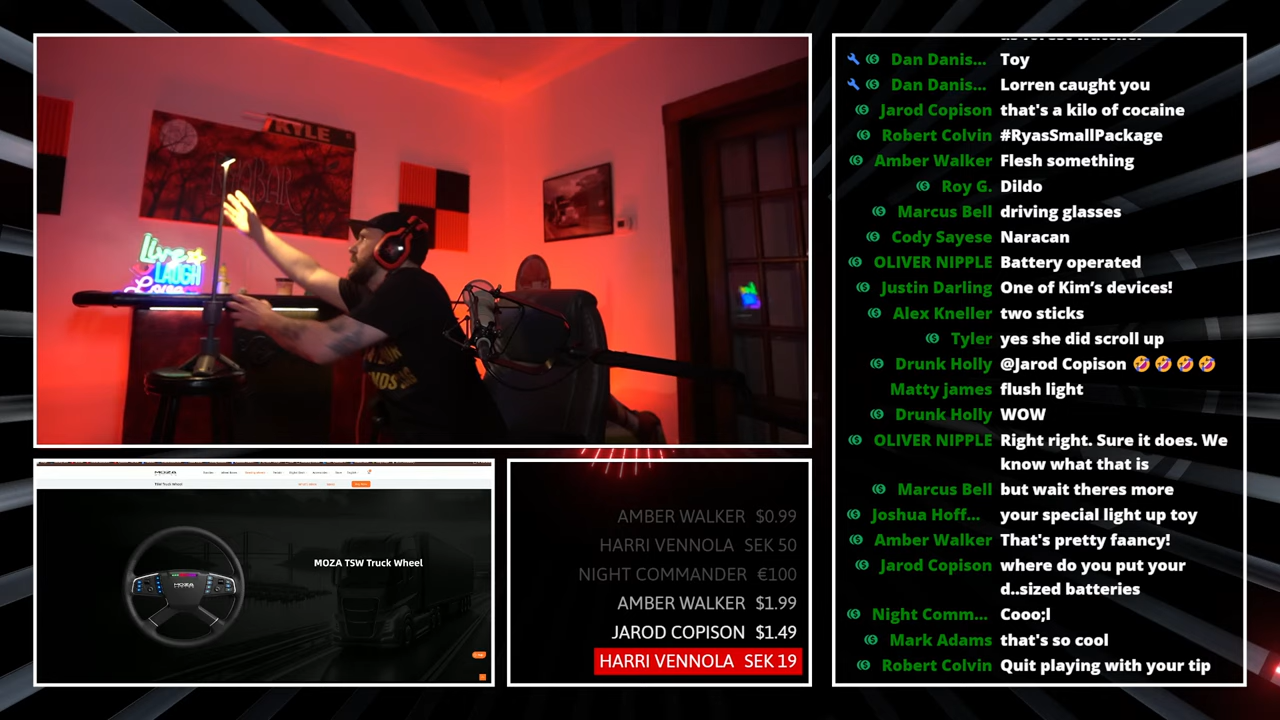 KYLE
Live
LAUGH
Love
MOZA
TSW Truck Wheel
MOZA TSW Truck Wheel
MOZA
AMBER WALKER $0.99
HARRI VENNOLA SEK 50
NIGHT COMMANDER €100
AMBER WALKER $1.99
JAROD COPISON $1.49
HARRI VENNOLA SEK 19
Dan Danis... Toy
Dan Danis... Lorren caught you
Jarod Copison that's a kilo of cocaine
Robert Colvin #RyasSmallPackage
Amber Walker Flesh something
Roy G. Dildo
Marcus Bell driving glasses
Cody Sayese Naracan
OLIVER NIPPLE Battery operated
Justin Darling One of Kim’s devices!
Alex Kneller two sticks
Tyler yes she did scroll up
Drunk Holly @Jarod Copison 🤣🤣🤣🤣
Matty james flush light
Drunk Holly WOW
OLIVER NIPPLE Right right. Sure it does. We
know what that is
Marcus Bell but wait theres more
Joshua Hoff... your special light up toy
Amber Walker That's pretty faancy!
Jarod Copison where do you put your
d..sized batteries
Night Comm... Cooo;l
Mark Adams that's so cool
Robert Colvin Quit playing with your tip